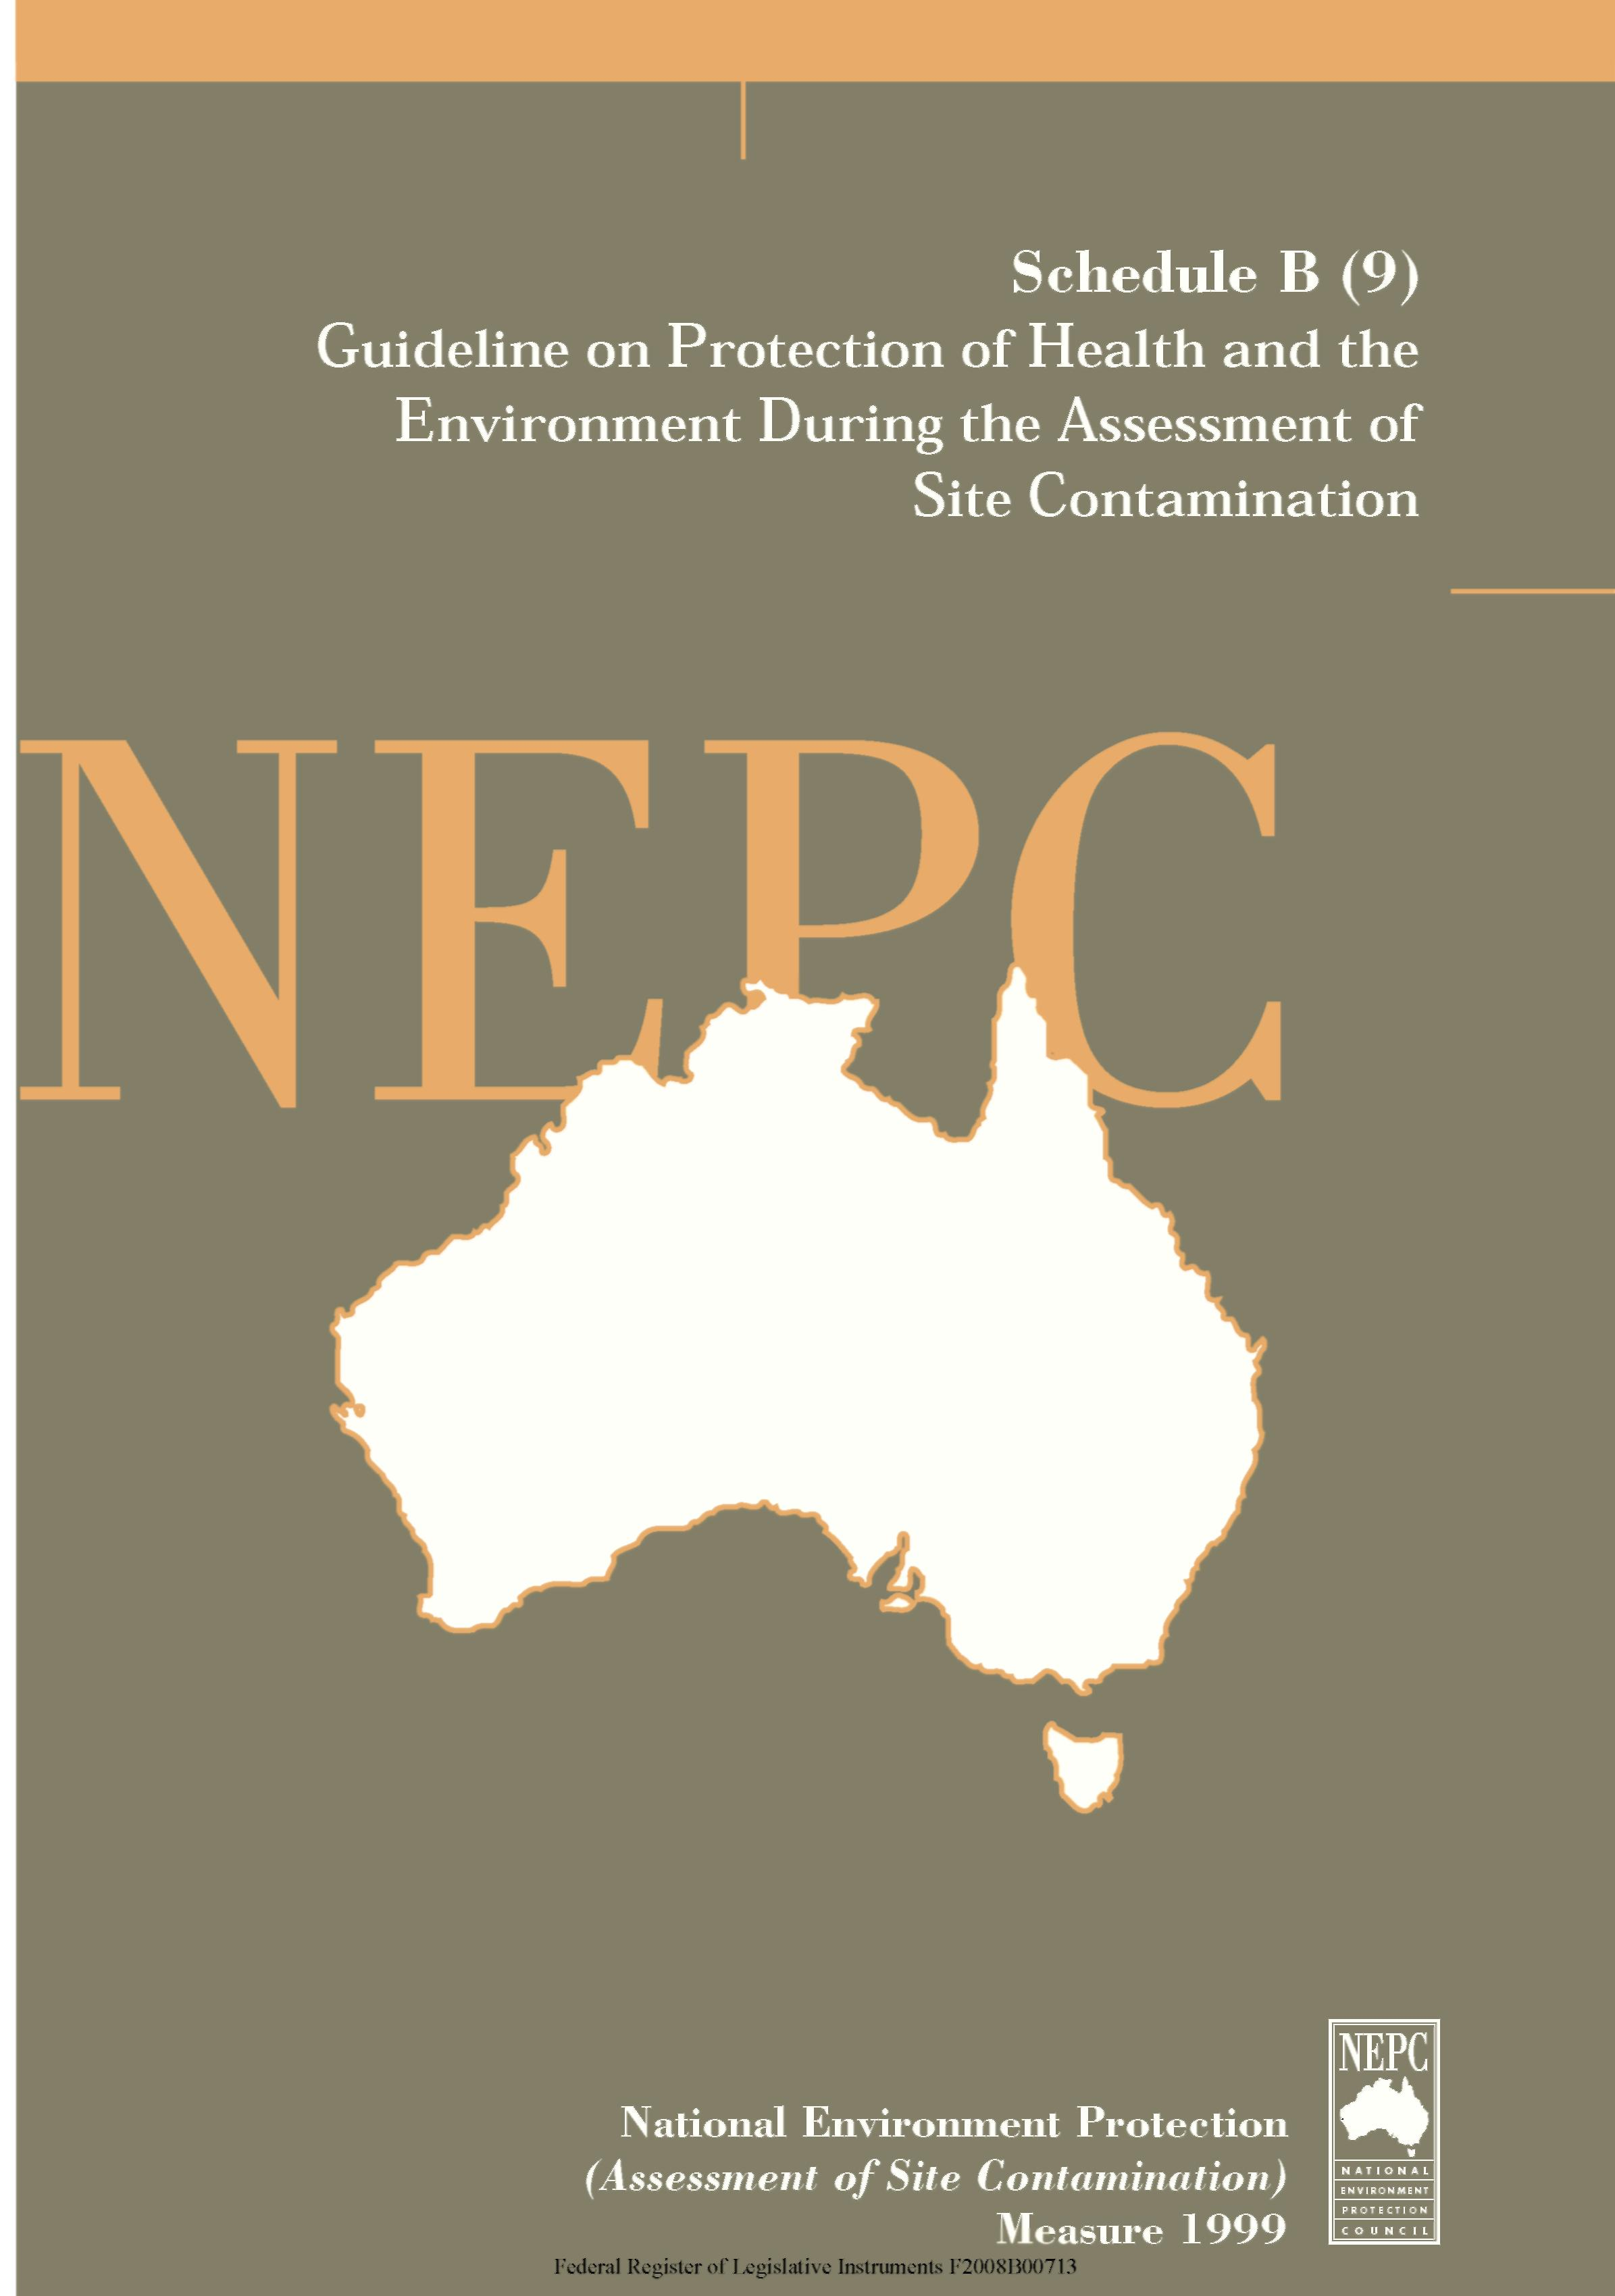 Schedule B (9)
Guideline on Protection of Health and the
Environment During the Assessment of
Site Contamination
NEPC
NEPC
NATIONAL
ENVIRONMENT
PROTECTION
COUNCIL
National Environment Protection
(Assessment of Site Contamination)
Measure 1999
Federal Register of Legislative Instruments F2008B00713